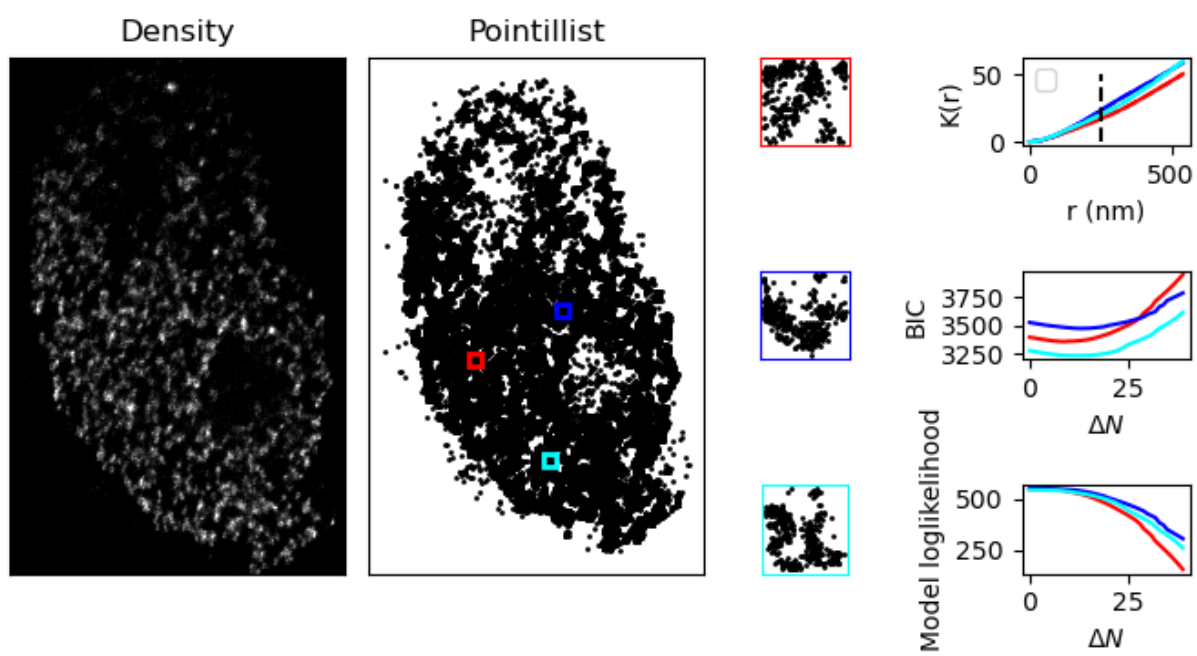 Density
Pointillist
K(r)
50
0
0
500
r (nm)
BIC
3750
3500
3250
0
25
ΔN
Model loglikelihood
500
250
0
25
ΔN